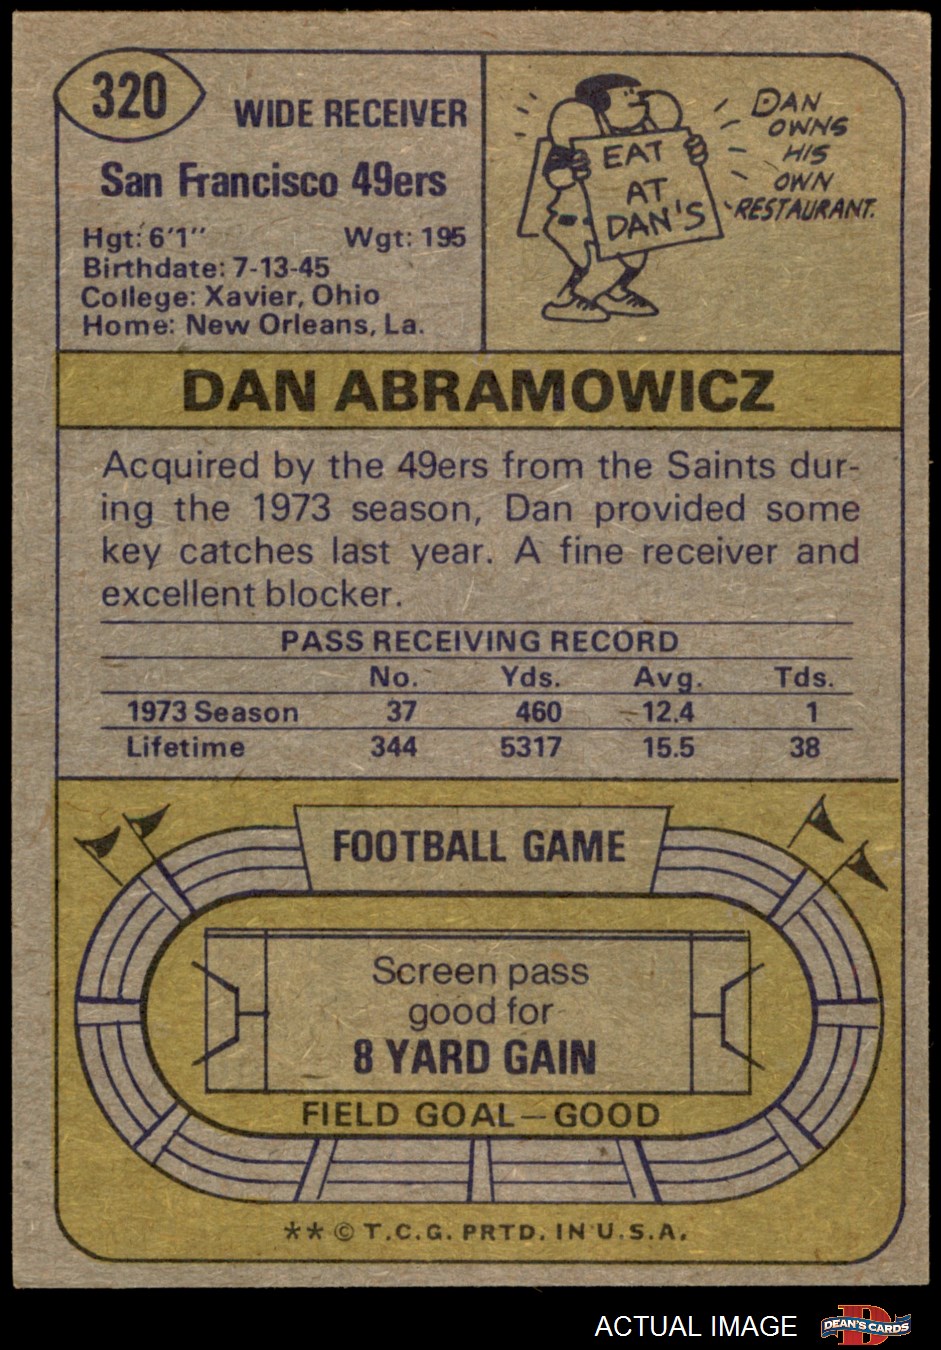 320
WIDE RECEIVER
San Francisco 49ers
Hgt: 6'1" Wgt: 195
Birthdate: 7-13-45
College: Xavier, Ohio
Home: New Orleans, La.
EAT
AT
DAN'S
DAN
OWNS
HIS
OWN
RESTAURANT.
DAN ABRAMOWICZ
Acquired by the 49ers from the Saints dur-
ing the 1973 season, Dan provided some
key catches last year. A fine receiver and
excellent blocker.
PASS RECEIVING RECORD
No. Yds. Avg. Tds.
1973 Season 37 460 12.4 1
Lifetime 344 5317 15.5 38
FOOTBALL GAME
Screen pass
good for
8 YARD GAIN
FIELD GOAL—GOOD
** © T.C.G. PRTD. IN U.S.A.
ACTUAL IMAGE
D
DEAN'S CARDS